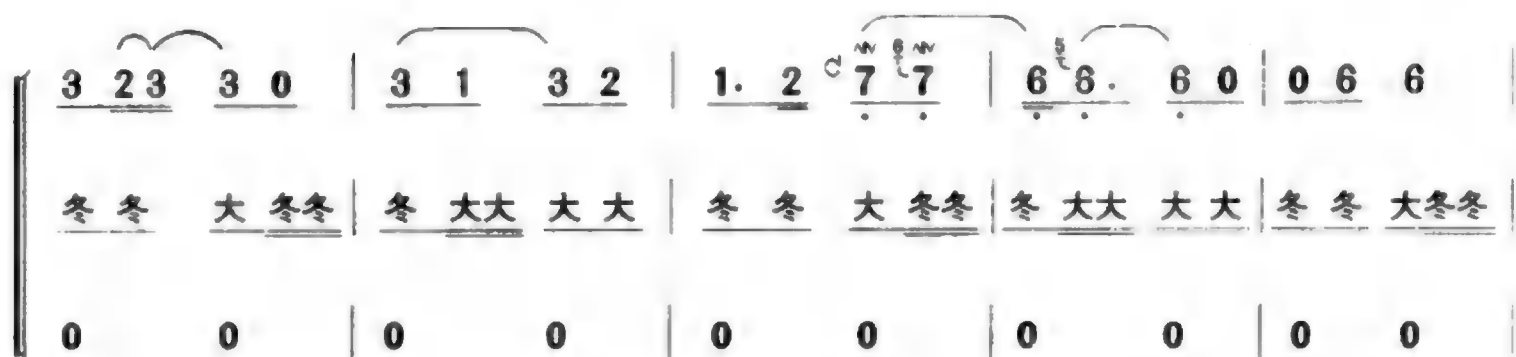 3 2 3 3 0 | 3 1 3 2 | 1. 2 7 7 | 6 6. 6 0 | 0 6 6
冬 冬 大 冬冬 | 冬 大大 大 大 | 冬 冬 大 冬冬 | 冬 大大 大 大 | 冬 冬 大冬冬
0 0 | 0 0 | 0 0 | 0 0 | 0 0